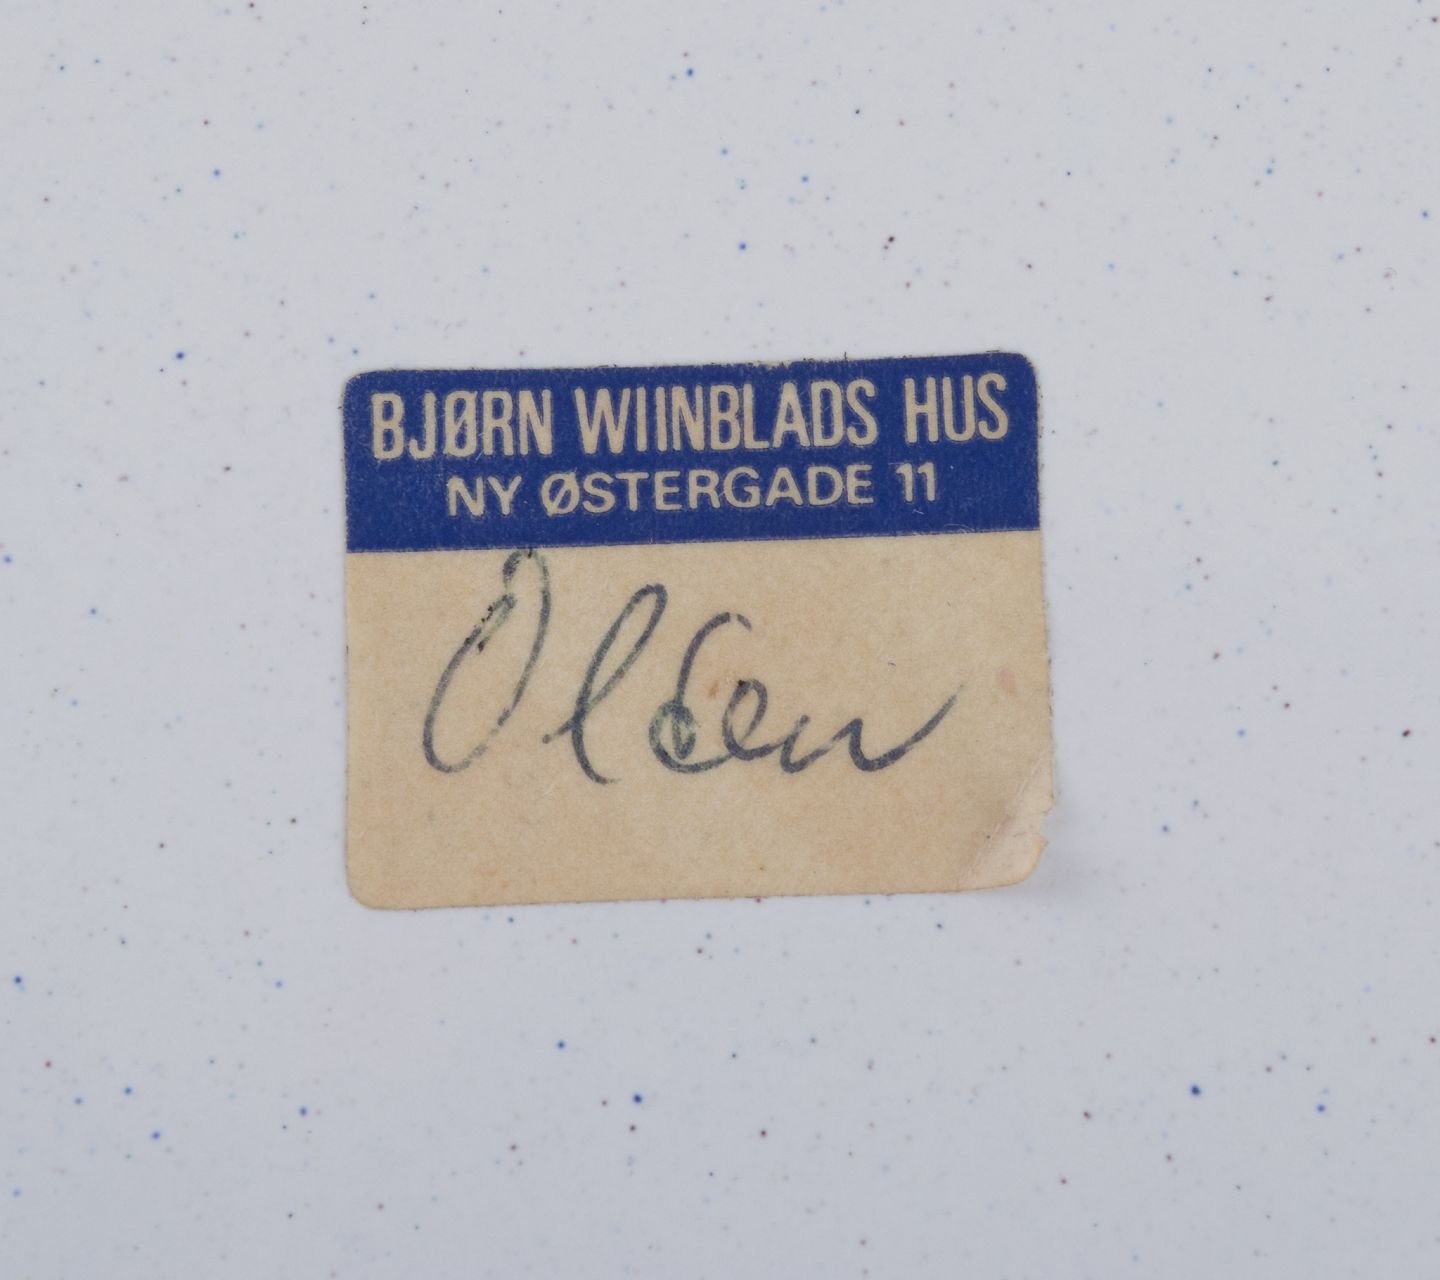 BJØRN WIINBLADS HUS
NY ØSTERGADE 11
Olsen